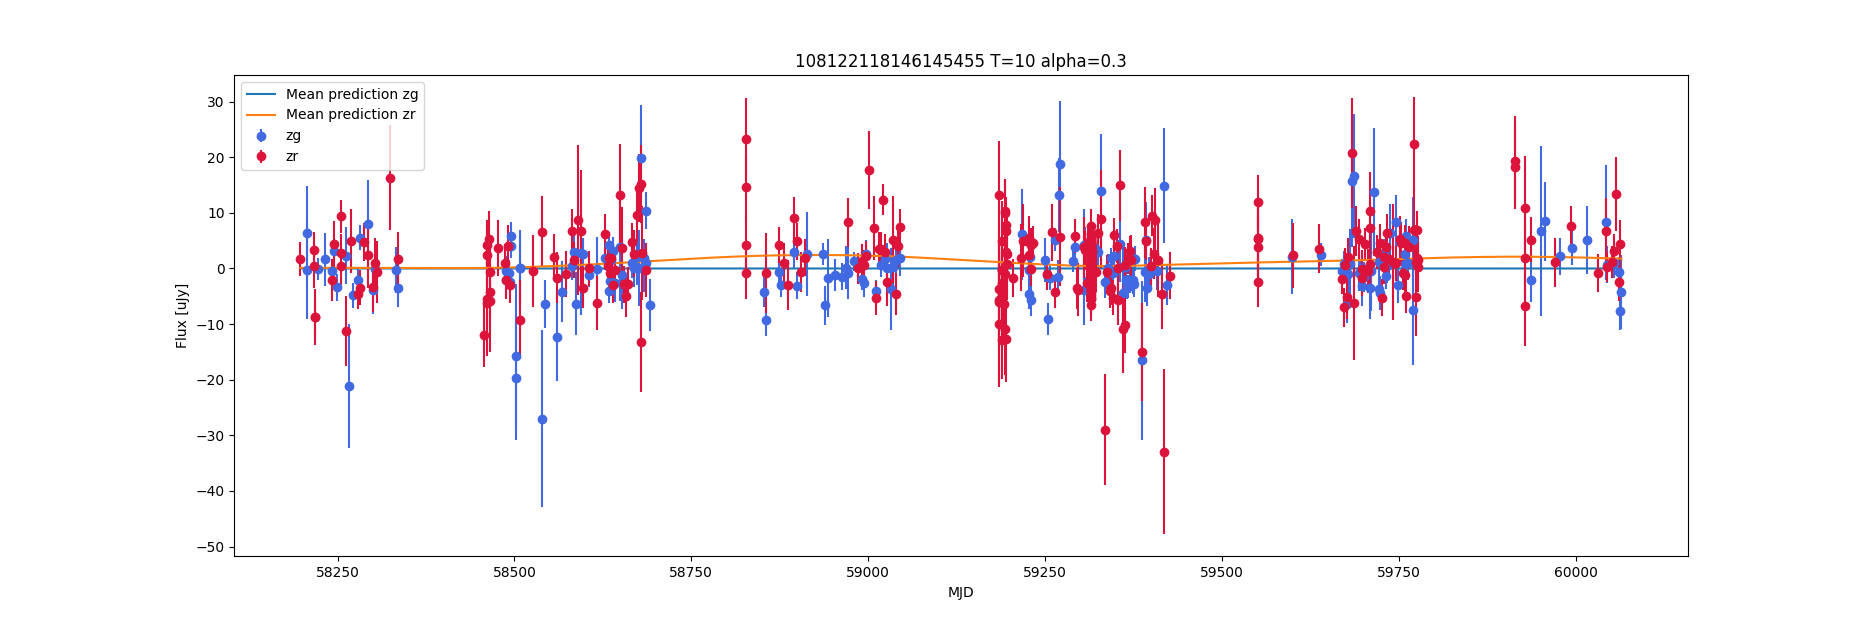 108122118146145455 T=10 alpha=0.3
Mean prediction zg
Mean prediction zr
zg
zr
30
20
10
0
−10
−20
−30
−40
−50
Flux [uJy]
58250
58500
58750
59000
59250
59500
59750
60000
MJD